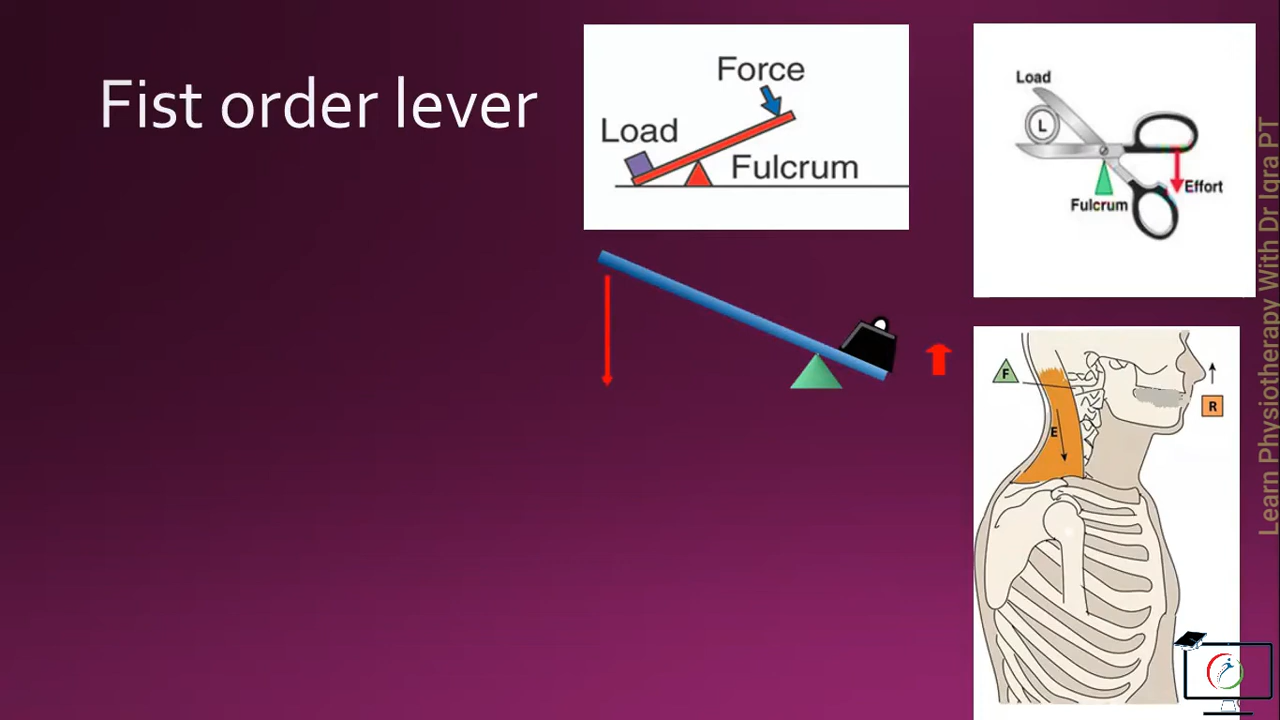 Fist order lever
Force
Load
Fulcrum
Load
L
Effort
Fulcrum
F
R
E
Learn Physiotherapy With Dr Iqra PT